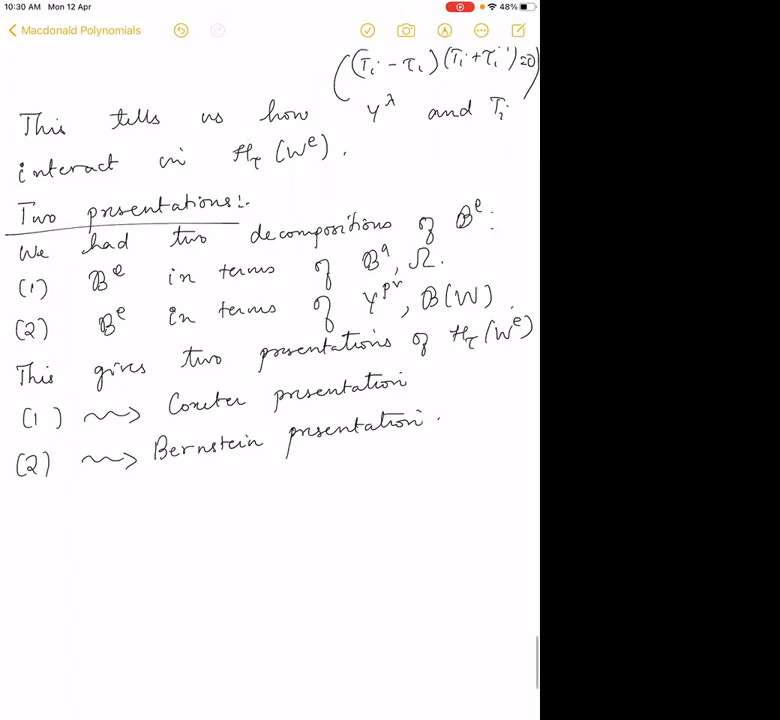 10:30 AM Mon 12 Apr
48%
Macdonald Polynomials
((T_i - τ_i)(T_i + τ_i^{-1}) = 0)
This tells us how Y^λ and T_i
interact in H_τ(W^e).
Two presentations:-
We had two decompositions of B^e:
(1) B^e in terms of B^a, Ω.
(2) B^e in terms of Y^{P^v}, B(W).
This gives two presentations of H_τ(W^e)
(1) ⇝ Coxeter presentation
(2) ⇝ Bernstein presentation.